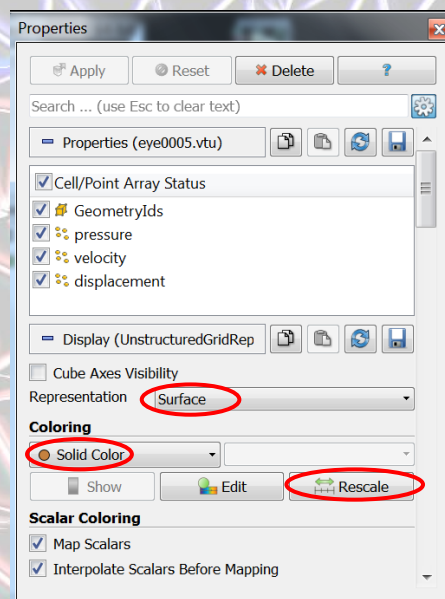 Properties
Apply Reset Delete ?
Search ... (use Esc to clear text)
Properties (eye0005.vtu)
Cell/Point Array Status
GeometryIds
pressure
velocity
displacement
Display (UnstructuredGridRep
Cube Axes Visibility
Representation Surface
Coloring
Solid Color
Show Edit Rescale
Scalar Coloring
Map Scalars
Interpolate Scalars Before Mapping